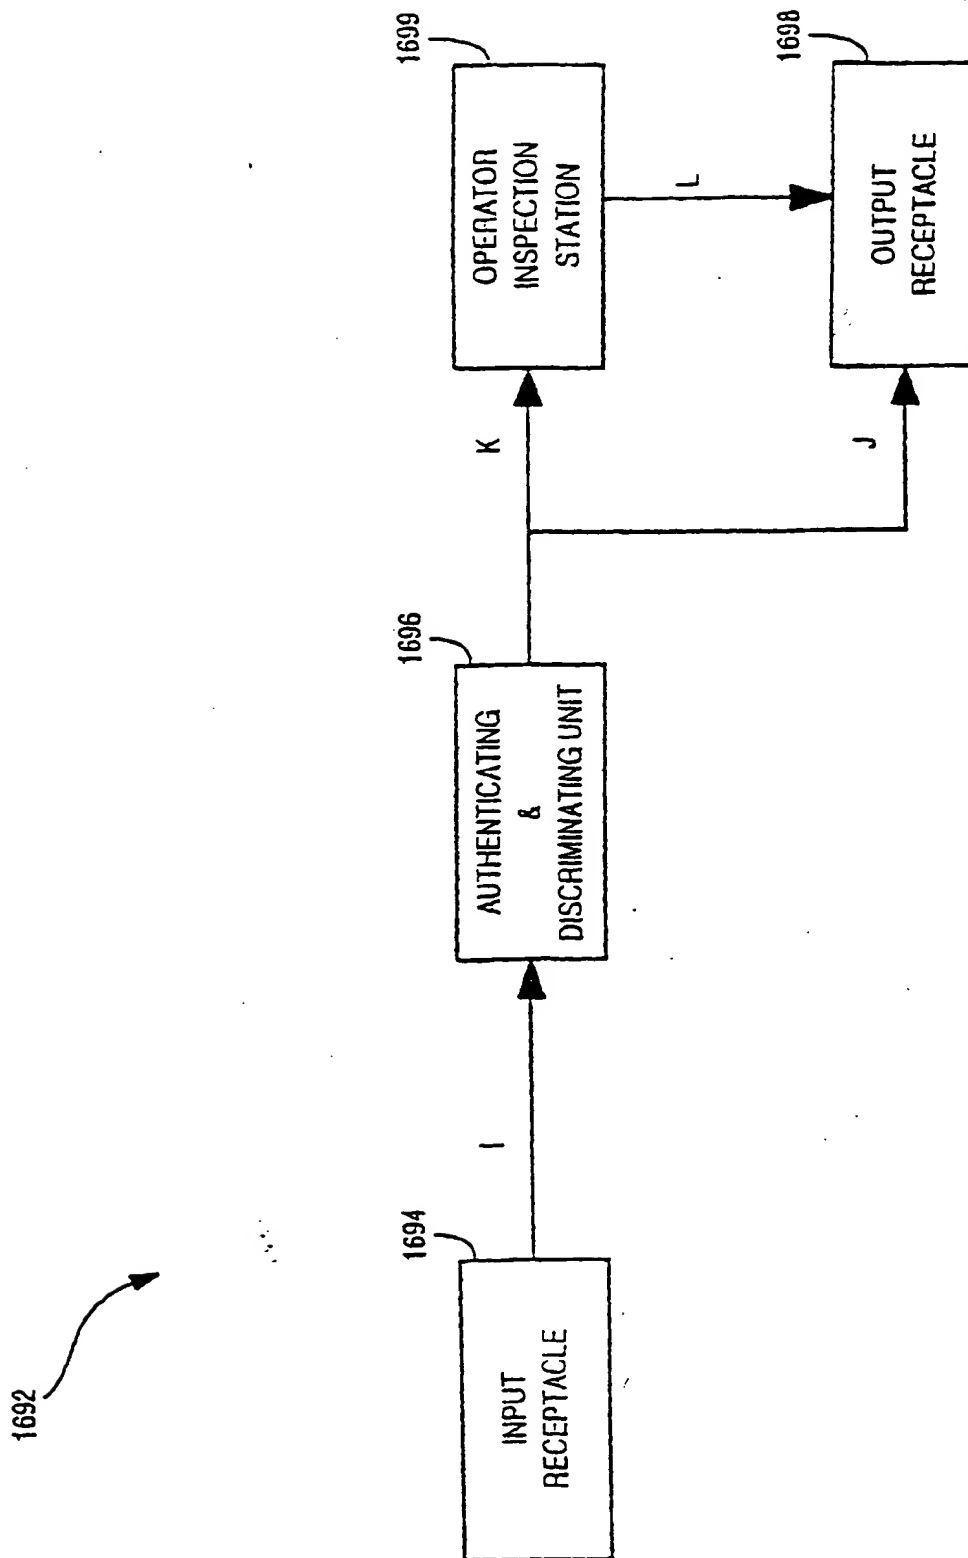 1692
1694
INPUT
RECEPTACLE
I
1696
AUTHENTICATING
&
DISCRIMINATING UNIT
K
J
1699
OPERATOR
INSPECTION
STATION
L
1698
OUTPUT
RECEPTACLE